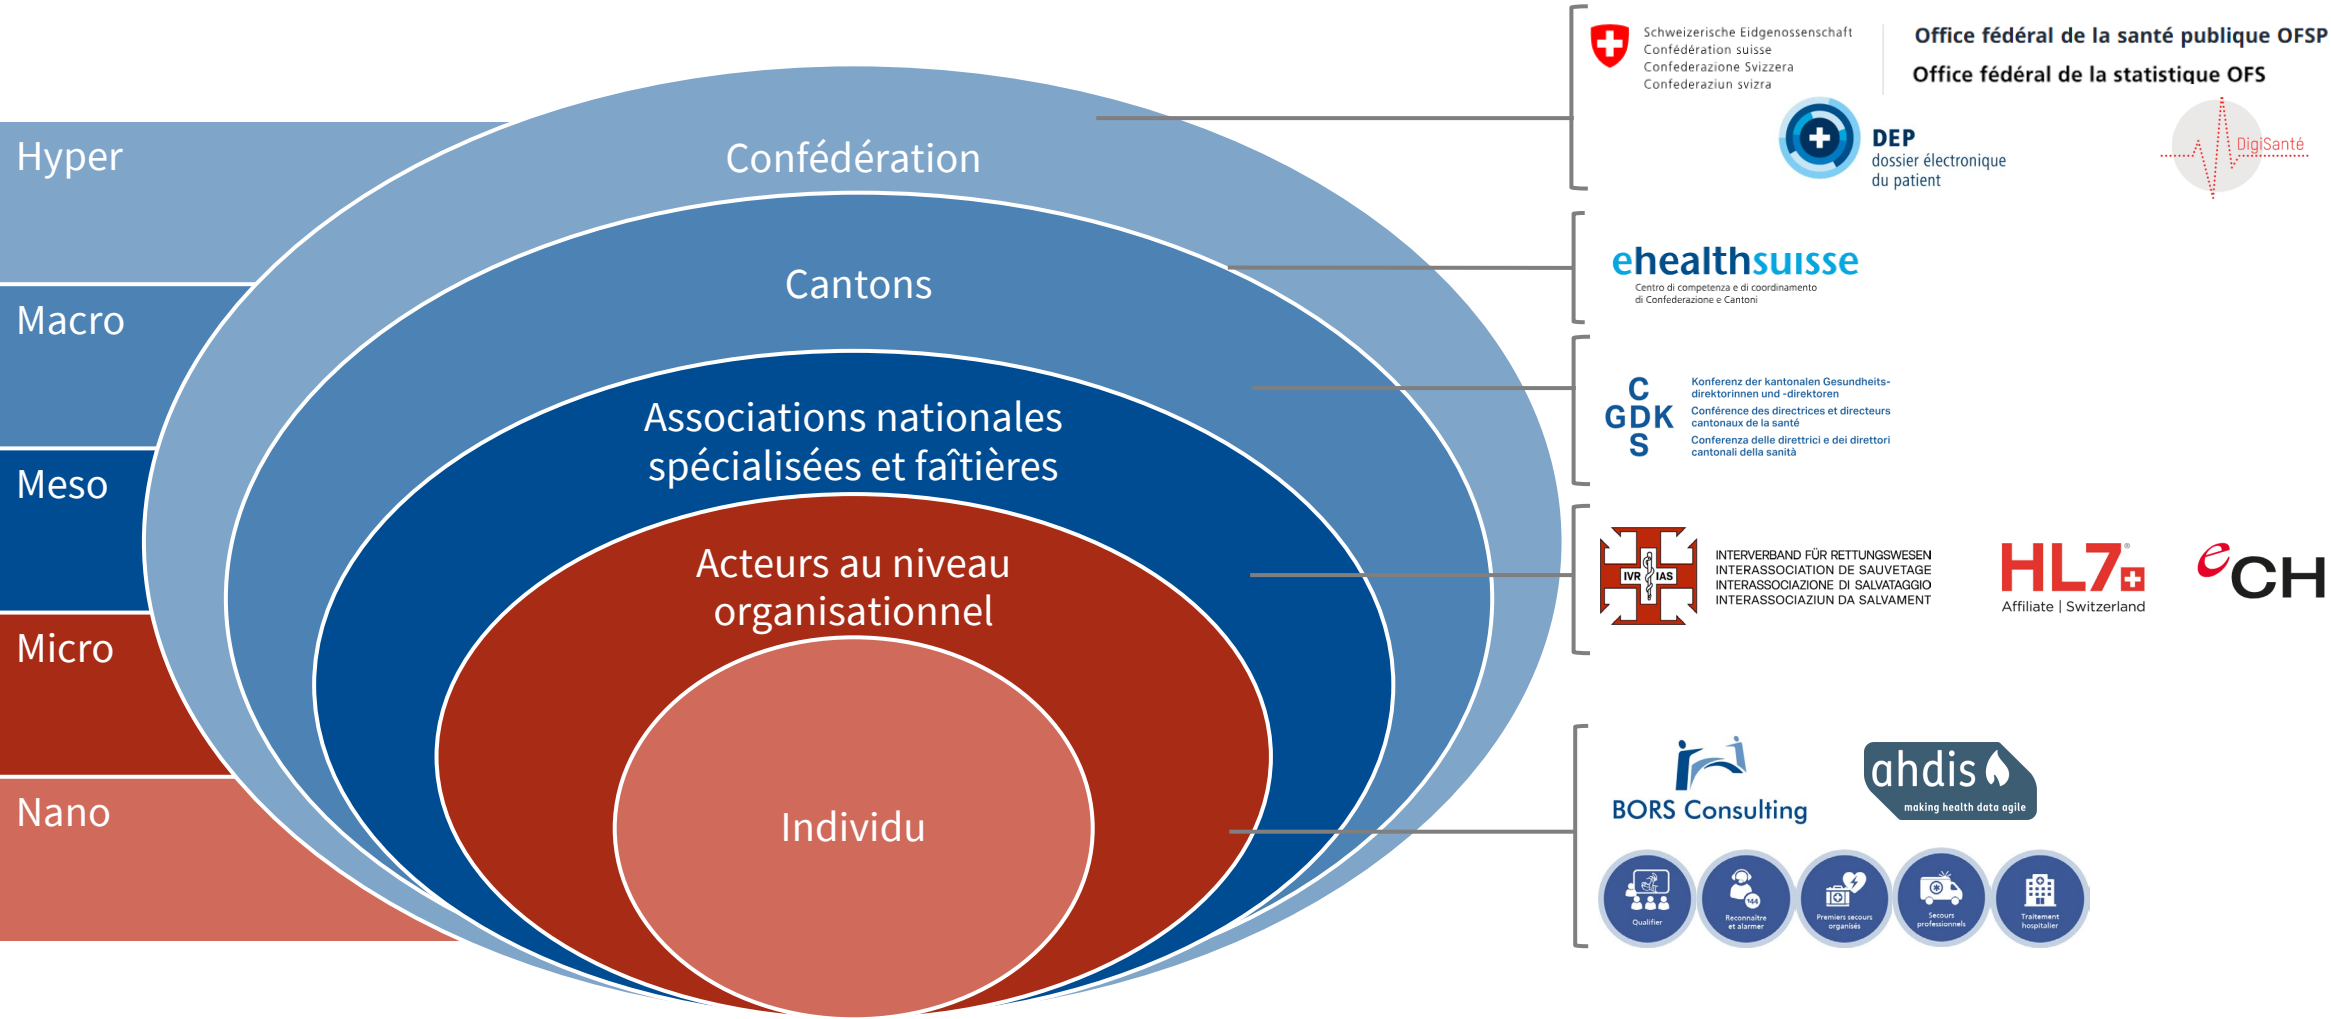 Hyper
Macro
Meso
Micro
Nano
Confédération
Cantons
Associations nationales
spécialisées et faîtières
Acteurs au niveau
organisationnel
Individu
Schweizerische Eidgenossenschaft
Confédération suisse
Confederazione Svizzera
Confederaziun svizra
Office fédéral de la santé publique OFSP
Office fédéral de la statistique OFS
DEP
dossier électronique
du patient
DigiSanté
ehealthsuisse
Centro di competenza e di coordinamento
di Confederazione e Cantoni
C
GDK
S
Konferenz der kantonalen Gesundheits-
direktorinnen und -direktoren
Conférence des directrices et directeurs
cantonaux de la santé
Conferenza delle direttrici e dei direttori
cantonali della sanità
IVR IAS
INTERVERBAND FÜR RETTUNGSWESEN
INTERASSOCIATION DE SAUVETAGE
INTERASSOCIAZIONE DI SALVATAGGIO
INTERASSOCIAZIUN DA SALVAMENT
HL7®
Affiliate | Switzerland
eCH
BORS Consulting
ahdis
making health data agile
Qualifier
144
Reconnaître
et alarmer
Premiers secours
organisés
Secours
professionnels
Traitement
hospitalier